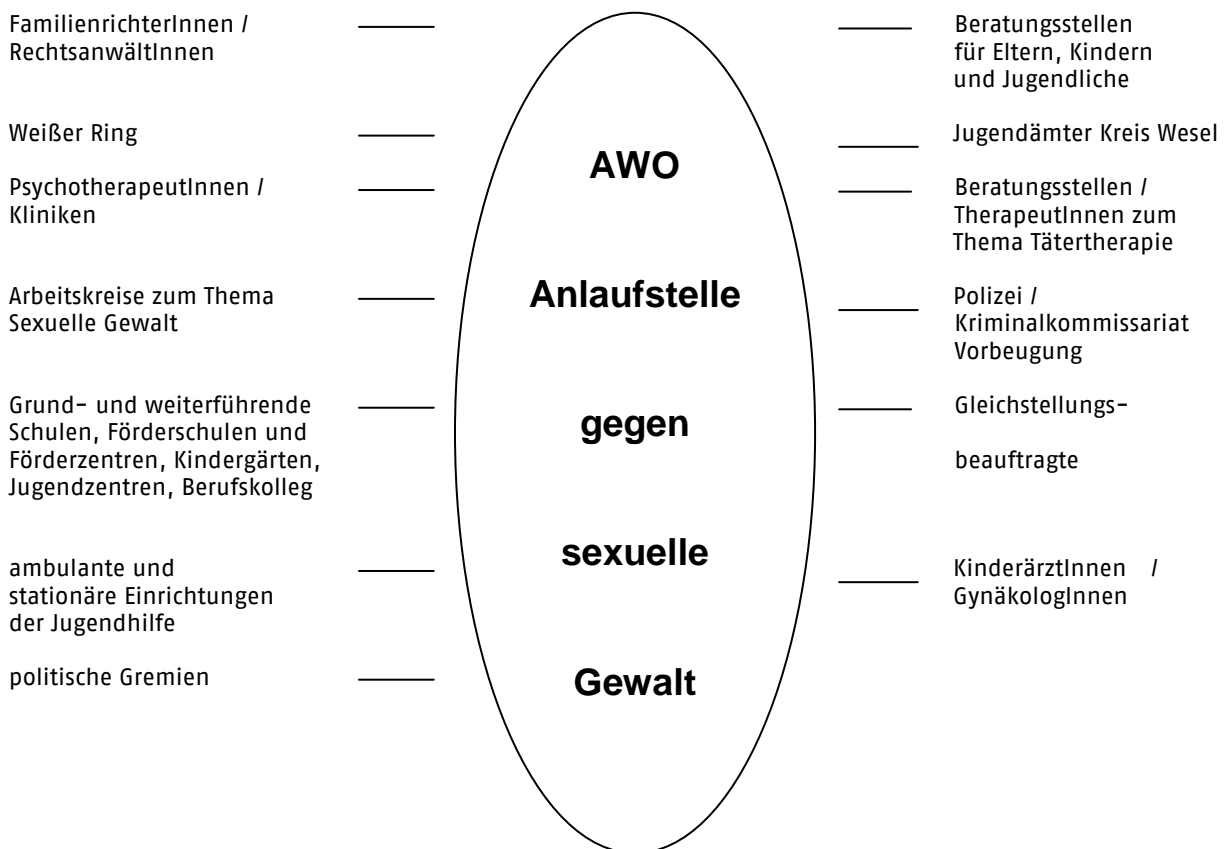 FamilienrichterInnen /
RechtsanwältInnen
Weißer Ring
PsychotherapeutInnen /
Kliniken
Arbeitskreise zum Thema
Sexuelle Gewalt
Grund- und weiterführende
Schulen, Förderschulen und
Förderzentren, Kindergärten,
Jugendzentren, Berufskolleg
ambulante und
stationäre Einrichtungen
der Jugendhilfe
politische Gremien
AWO
Anlaufstelle
gegen
sexuelle
Gewalt
Beratungsstellen
für Eltern, Kindern
und Jugendliche
Jugendämter Kreis Wesel
Beratungsstellen /
TherapeutInnen zum
Thema Tätertherapie
Polizei /
Kriminalkommissariat
Vorbeugung
Gleichstellungs-
beauftragte
KinderärztInnen /
GynäkologInnen